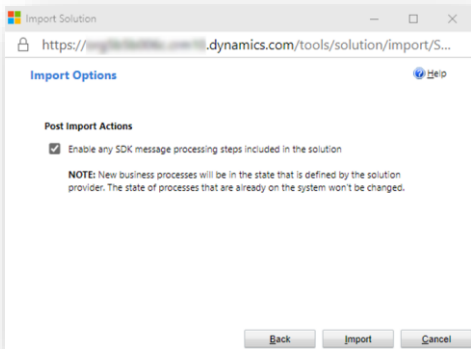 Import Solution
https:// .dynamics.com/tools/solution/import/S...
Import Options
Help
Post Import Actions
Enable any SDK message processing steps included in the solution
NOTE: New business processes will be in the state that is defined by the solution
provider. The state of processes that are already on the system won't be changed.
Back Import Cancel